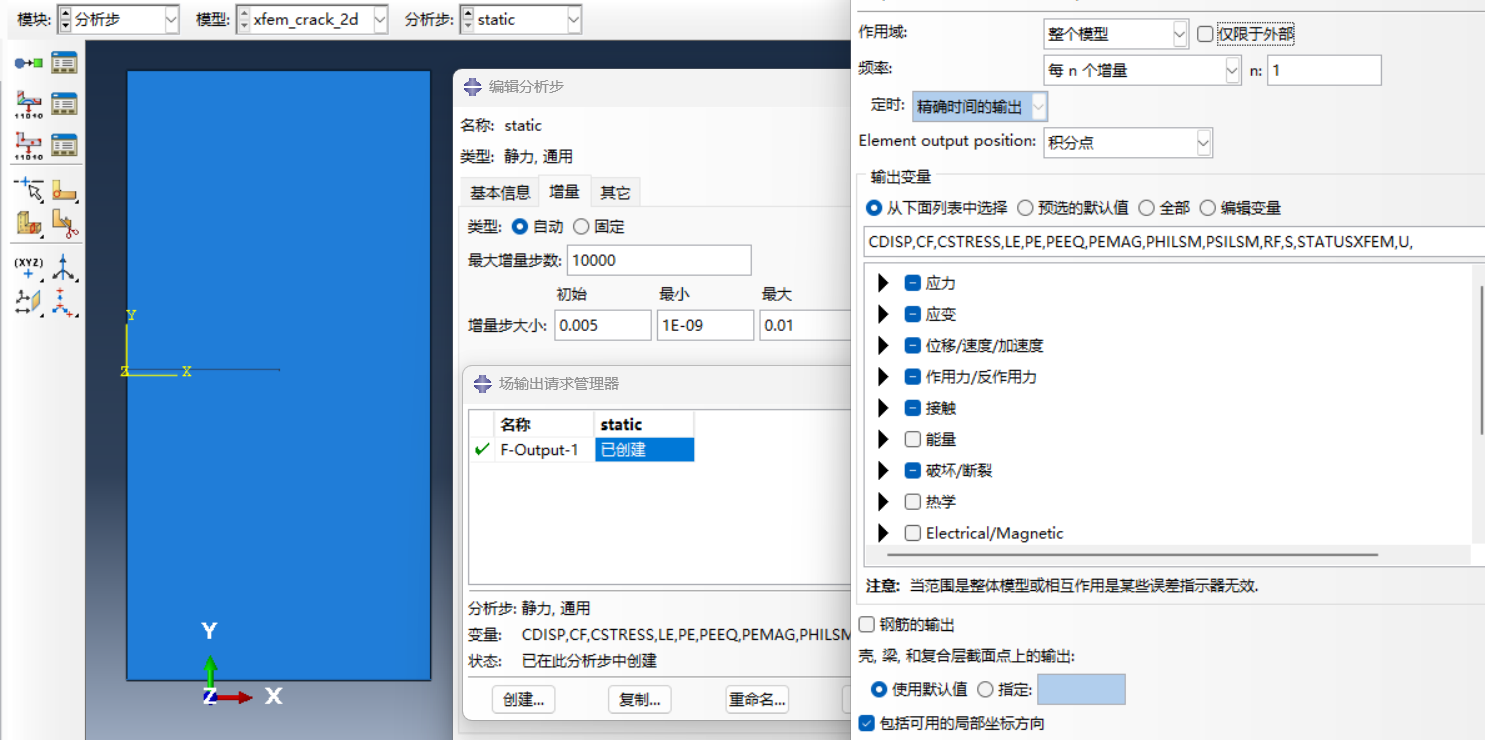 模块: 分析步 模型: xfem_crack_2d 分析步: static
11010
11010
(XYZ)
Y
Z X
Y
Z X
编辑分析步
名称: static
类型: 静力, 通用
基本信息 增量 其它
类型: 自动 固定
最大增量步数: 10000
初始 最小 最大
增量步大小: 0.005 1E-09 0.01
场输出请求管理器
名称 static
F-Output-1 已创建
分析步: 静力, 通用
变量: CDISP,CF,CSTRESS,LE,PE,PEEQ,PEMAG,PHILSM
状态: 已在此分析步中创建
创建... 复制... 重命名...
作用域: 整个模型 仅限于外部
频率: 每 n 个增量 n: 1
定时: 精确时间的输出
Element output position: 积分点
输出变量
从下面列表中选择 预选的默认值 全部 编辑变量
CDISP,CF,CSTRESS,LE,PE,PEEQ,PEMAG,PHILSM,PSILSM,RF,S,STATUSXFEM,U,
应力
应变
位移/速度/加速度
作用力/反作用力
接触
能量
破坏/断裂
热学
Electrical/Magnetic
注意: 当范围是整体模型或相互作用是某些误差指示器无效.
钢筋的输出
壳, 梁, 和复合层截面点上的输出:
使用默认值 指定:
包括可用的局部坐标方向